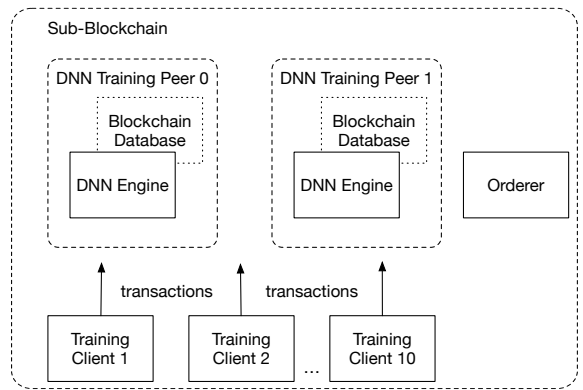 Sub-Blockchain
DNN Training Peer 0
Blockchain
Database
DNN Engine
DNN Training Peer 1
Blockchain
Database
DNN Engine
Orderer
transactions
transactions
Training
Client 1
Training
Client 2
...
Training
Client 10